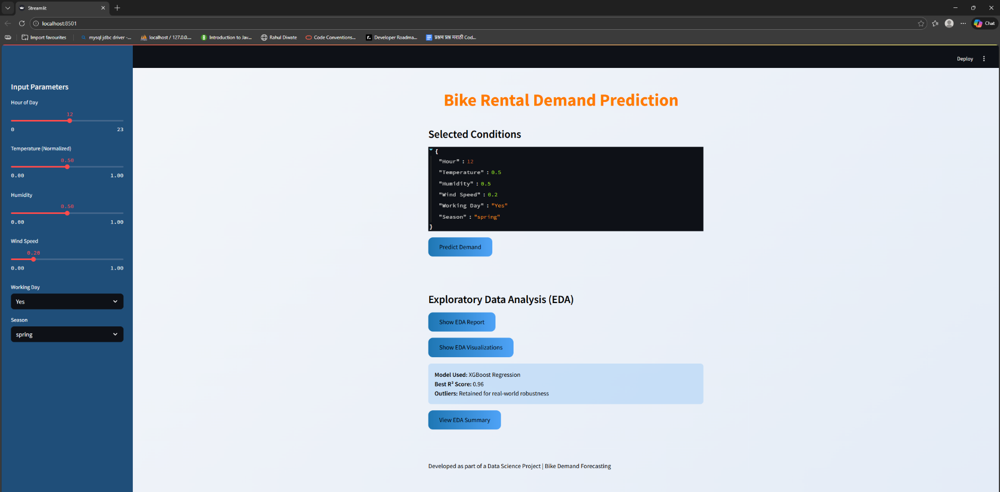 Streamlit
localhost:8501
Chat
Import favourites
mysql jdbc driver -...
localhost / 127.0.0....
Introduction to Jav...
Rahul Diwate
Code Conventions...
Developer Roadma...
प्रश्नच प्रश्न मराठी Cod...
Deploy
Input Parameters
Hour of Day
12
0 23
Temperature (Normalized)
0.50
0.00 1.00
Humidity
0.50
0.00 1.00
Wind Speed
0.20
0.00 1.00
Working Day
Yes
Season
spring
Bike Rental Demand Prediction
Selected Conditions
{
"Hour" : 12
"Temperature" : 0.5
"Humidity" : 0.5
"Wind Speed" : 0.2
"Working Day" : "Yes"
"Season" : "spring"
}
Predict Demand
Exploratory Data Analysis (EDA)
Show EDA Report
Show EDA Visualizations
Model Used: XGBoost Regression
Best R² Score: 0.96
Outliers: Retained for real-world robustness
View EDA Summary
Developed as part of a Data Science Project | Bike Demand Forecasting